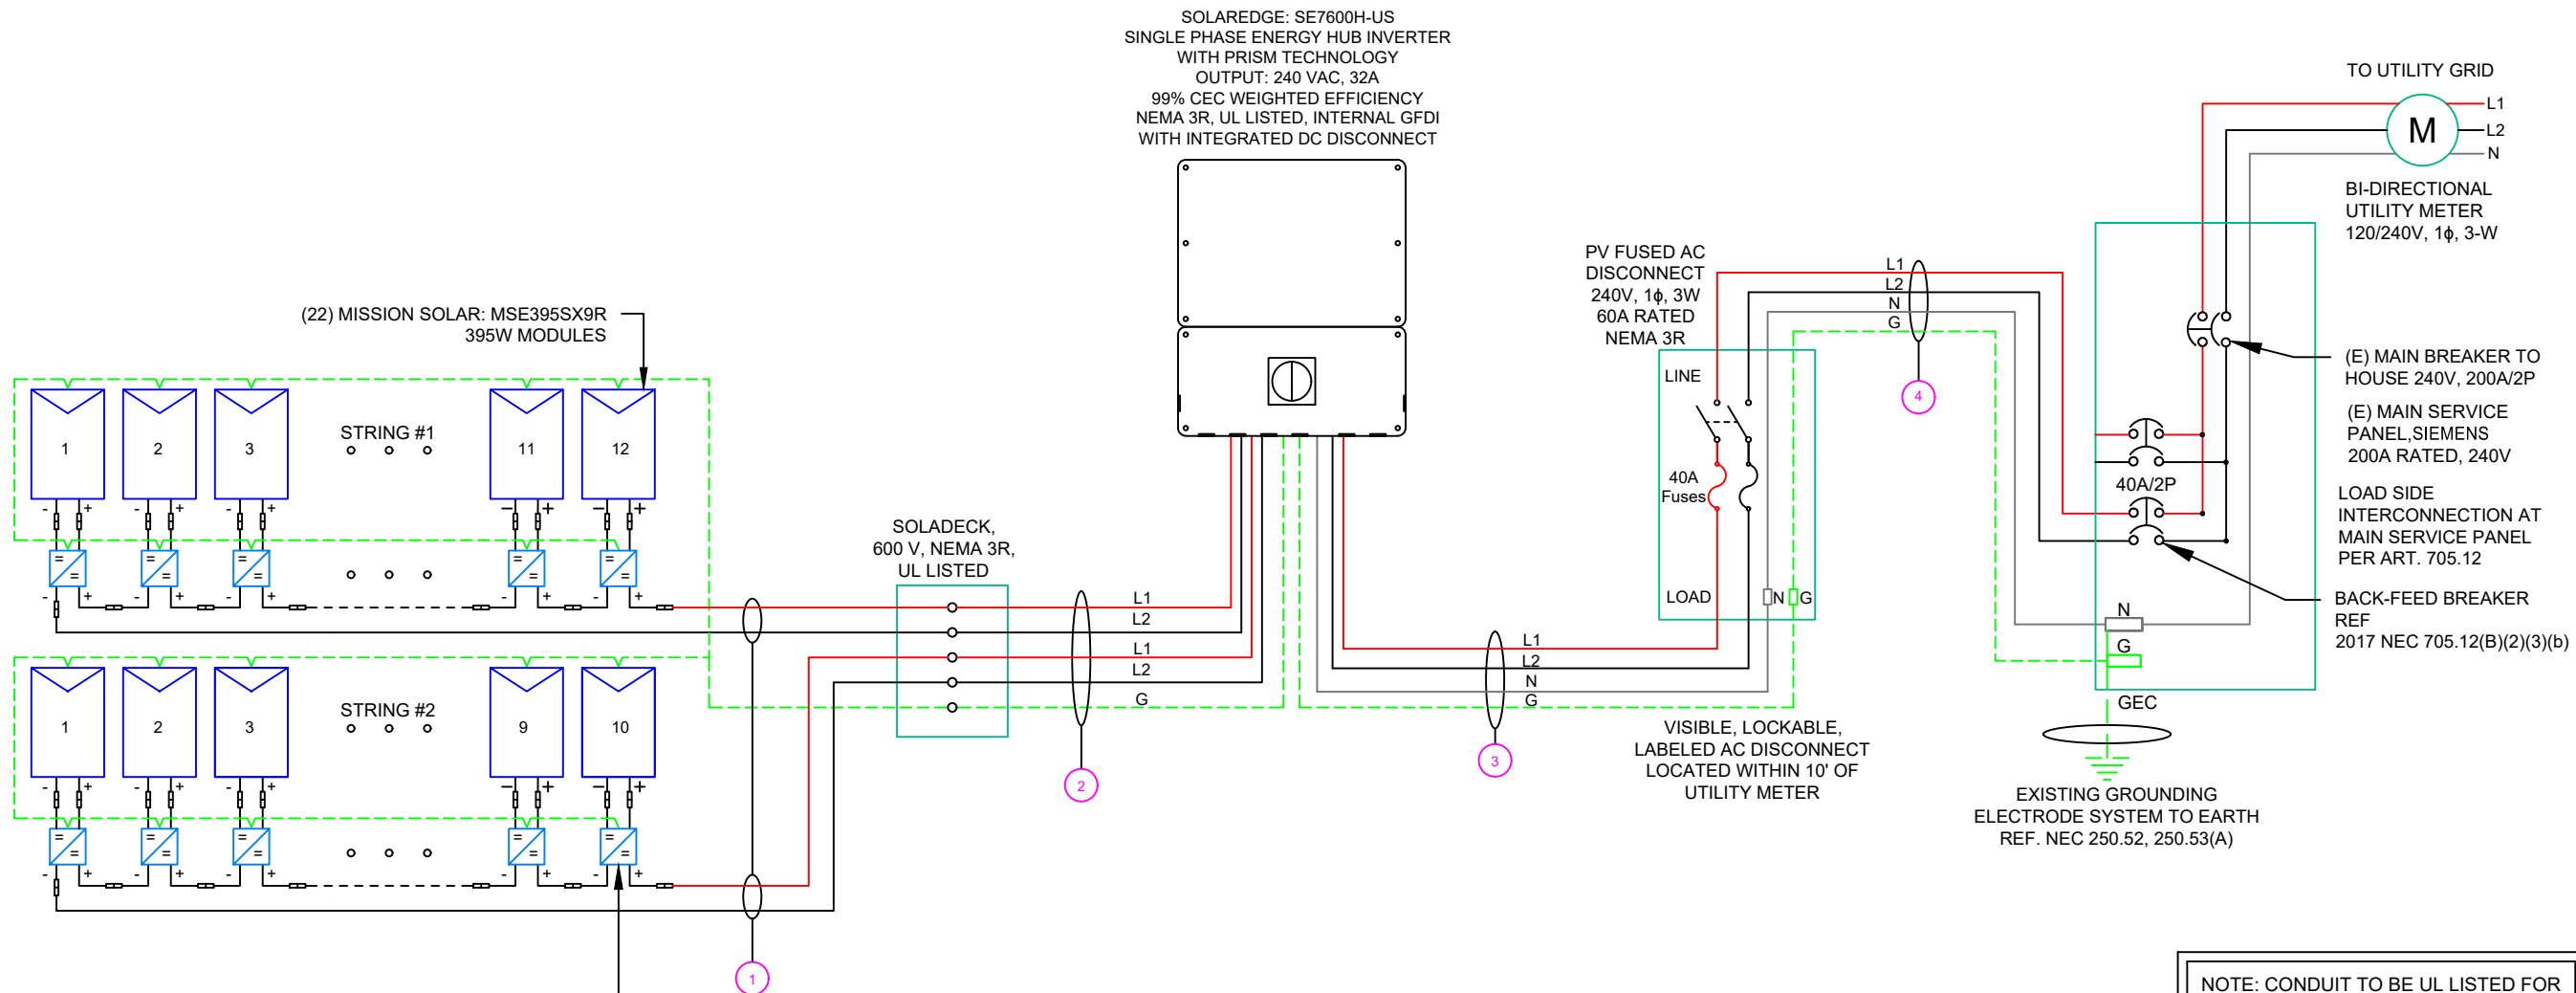 SOLAREDGE: SE7600H-US
SINGLE PHASE ENERGY HUB INVERTER
WITH PRISM TECHNOLOGY
OUTPUT: 240 VAC, 32A
99% CEC WEIGHTED EFFICIENCY
NEMA 3R, UL LISTED, INTERNAL GFDI
WITH INTEGRATED DC DISCONNECT
TO UTILITY GRID
L1
L2
N
M
BI-DIRECTIONAL
UTILITY METER
120/240V, 1ϕ, 3-W
PV FUSED AC
DISCONNECT
240V, 1ϕ, 3W
60A RATED
NEMA 3R
LINE
40A
Fuses
LOAD
N
G
L1
L2
N
G
4
(E) MAIN BREAKER TO
HOUSE 240V, 200A/2P
(E) MAIN SERVICE
PANEL,SIEMENS
200A RATED, 240V
40A/2P
LOAD SIDE
INTERCONNECTION AT
MAIN SERVICE PANEL
PER ART. 705.12
BACK-FEED BREAKER
REF
2017 NEC 705.12(B)(2)(3)(b)
N
G
GEC
EXISTING GROUNDING
ELECTRODE SYSTEM TO EARTH
REF. NEC 250.52, 250.53(A)
(22) MISSION SOLAR: MSE395SX9R
395W MODULES
1
2
3
STRING #1
11
12
- + - + - + - + - +
= = = = = = = = = =
- + - + - + - + - +
SOLADECK,
600 V, NEMA 3R,
UL LISTED
L1
L2
L1
L2
G
2
L1
L2
N
G
3
VISIBLE, LOCKABLE,
LABELED AC DISCONNECT
LOCATED WITHIN 10' OF
UTILITY METER
1
2
3
STRING #2
9
10
- + - + - + - + - +
= = = = = = = = = =
- + - + - + - + - +
1
NOTE: CONDUIT TO BE UL LISTED FOR